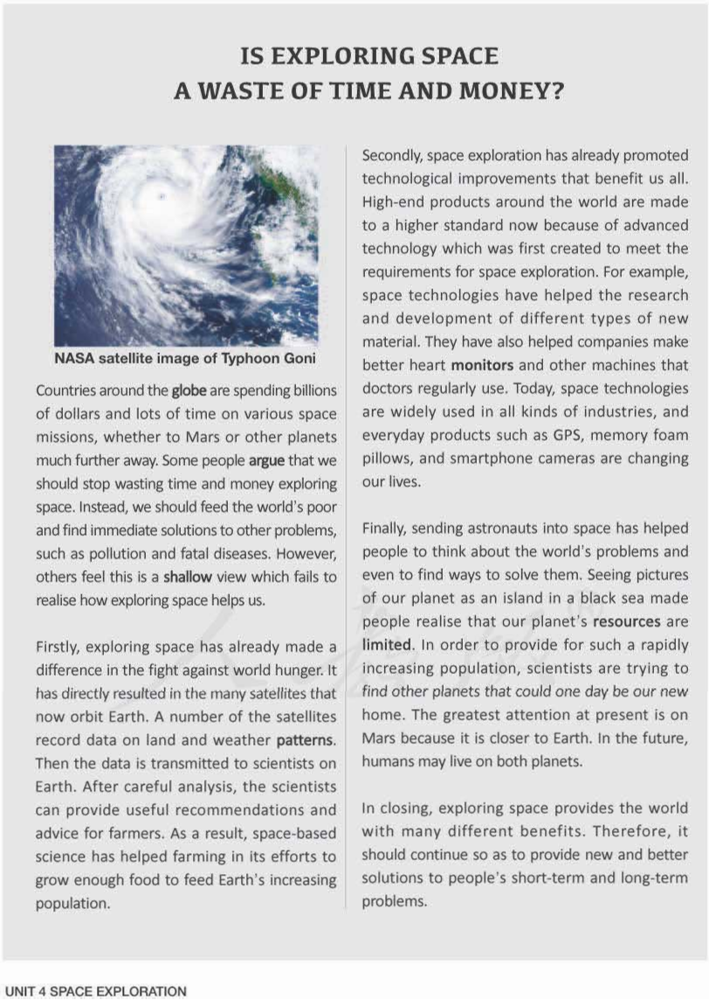 IS EXPLORING SPACE
A WASTE OF TIME AND MONEY?
NASA satellite image of Typhoon Goni
Countries around the globe are spending billions
of dollars and lots of time on various space
missions, whether to Mars or other planets
much further away. Some people argue that we
should stop wasting time and money exploring
space. Instead, we should feed the world's poor
and find immediate solutions to other problems,
such as pollution and fatal diseases. However,
others feel this is a shallow view which fails to
realise how exploring space helps us.
Firstly, exploring space has already made a
difference in the fight against world hunger. It
has directly resulted in the many satellites that
now orbit Earth. A number of the satellites
record data on land and weather patterns.
Then the data is transmitted to scientists on
Earth. After careful analysis, the scientists
can provide useful recommendations and
advice for farmers. As a result, space-based
science has helped farming in its efforts to
grow enough food to feed Earth's increasing
population.
Secondly, space exploration has already promoted
technological improvements that benefit us all.
High-end products around the world are made
to a higher standard now because of advanced
technology which was first created to meet the
requirements for space exploration. For example,
space technologies have helped the research
and development of different types of new
material. They have also helped companies make
better heart monitors and other machines that
doctors regularly use. Today, space technologies
are widely used in all kinds of industries, and
everyday products such as GPS, memory foam
pillows, and smartphone cameras are changing
our lives.
Finally, sending astronauts into space has helped
people to think about the world's problems and
even to find ways to solve them. Seeing pictures
of our planet as an island in a black sea made
people realise that our planet's resources are
limited. In order to provide for such a rapidly
increasing population, scientists are trying to
find other planets that could one day be our new
home. The greatest attention at present is on
Mars because it is closer to Earth. In the future,
humans may live on both planets.
In closing, exploring space provides the world
with many different benefits. Therefore, it
should continue so as to provide new and better
solutions to people's short-term and long-term
problems.
UNIT 4 SPACE EXPLORATION